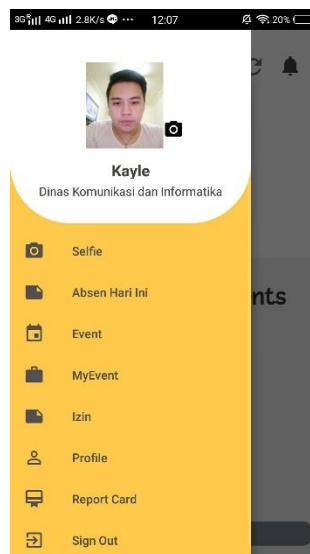 3G R 4G 2.8K/s ... 12:07 20%
Kayle
Dinas Komunikasi dan Informatika
nts
Selfie
Absen Hari Ini
Event
MyEvent
Izin
Profile
Report Card
Sign Out